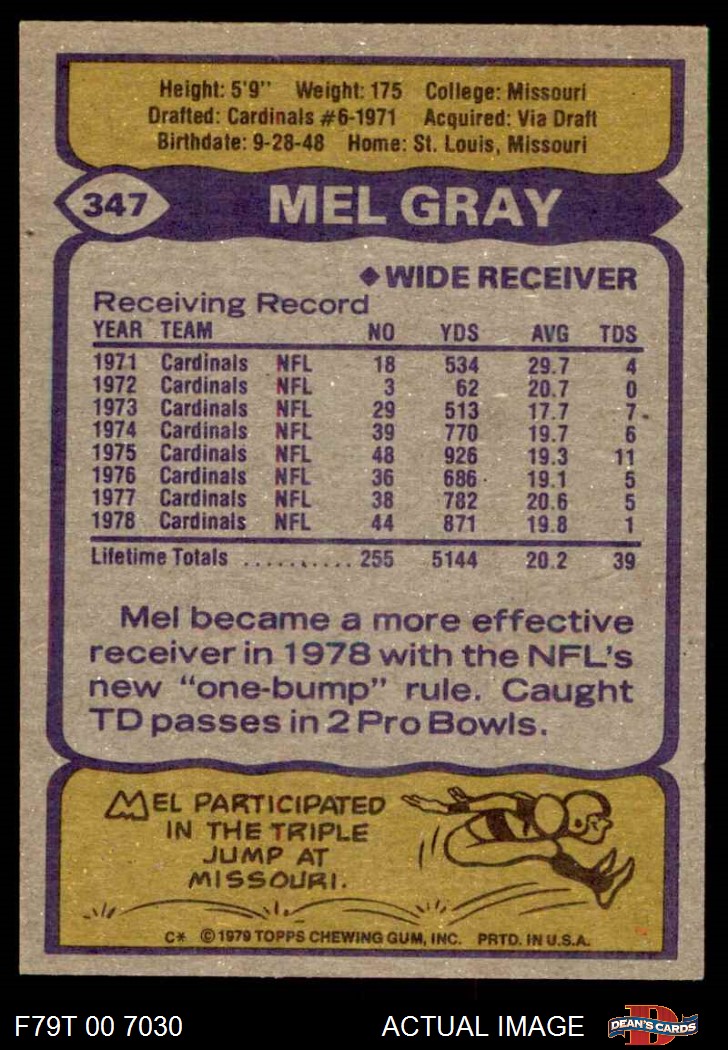 Height: 5'9" Weight: 175 College: Missouri
Drafted: Cardinals #6-1971 Acquired: Via Draft
Birthdate: 9-28-48 Home: St. Louis, Missouri
347 MEL GRAY
◆WIDE RECEIVER
Receiving Record
YEAR TEAM NO YDS AVG TDS
1971 Cardinals NFL 18 534 29.7 4
1972 Cardinals NFL 3 62 20.7 0
1973 Cardinals NFL 29 513 17.7 7
1974 Cardinals NFL 39 770 19.7 6
1975 Cardinals NFL 48 926 19.3 11
1976 Cardinals NFL 36 686 19.1 5
1977 Cardinals NFL 38 782 20.6 5
1978 Cardinals NFL 44 871 19.8 1
Lifetime Totals ........... 255 5144 20.2 39
Mel became a more effective
receiver in 1978 with the NFL's
new "one-bump" rule. Caught
TD passes in 2 Pro Bowls.
MEL PARTICIPATED
IN THE TRIPLE
JUMP AT
MISSOURI.
C* ©1979 TOPPS CHEWING GUM, INC. PRTD. IN U.S.A.
F79T 00 7030 ACTUAL IMAGE D DEAN'S CARDS